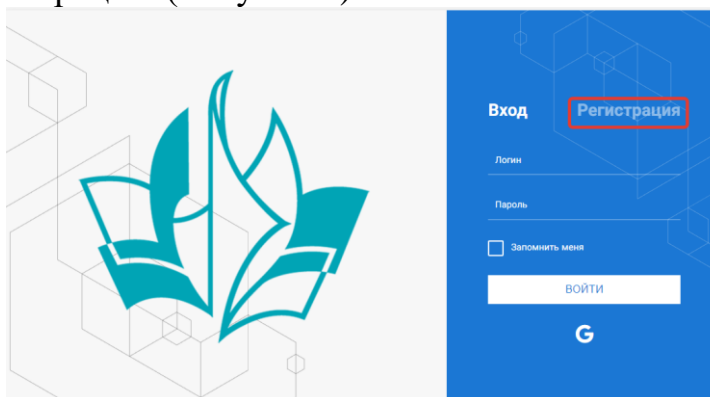 Вход Регистрация
Логин
Пароль
Запомнить меня
ВОЙТИ
G